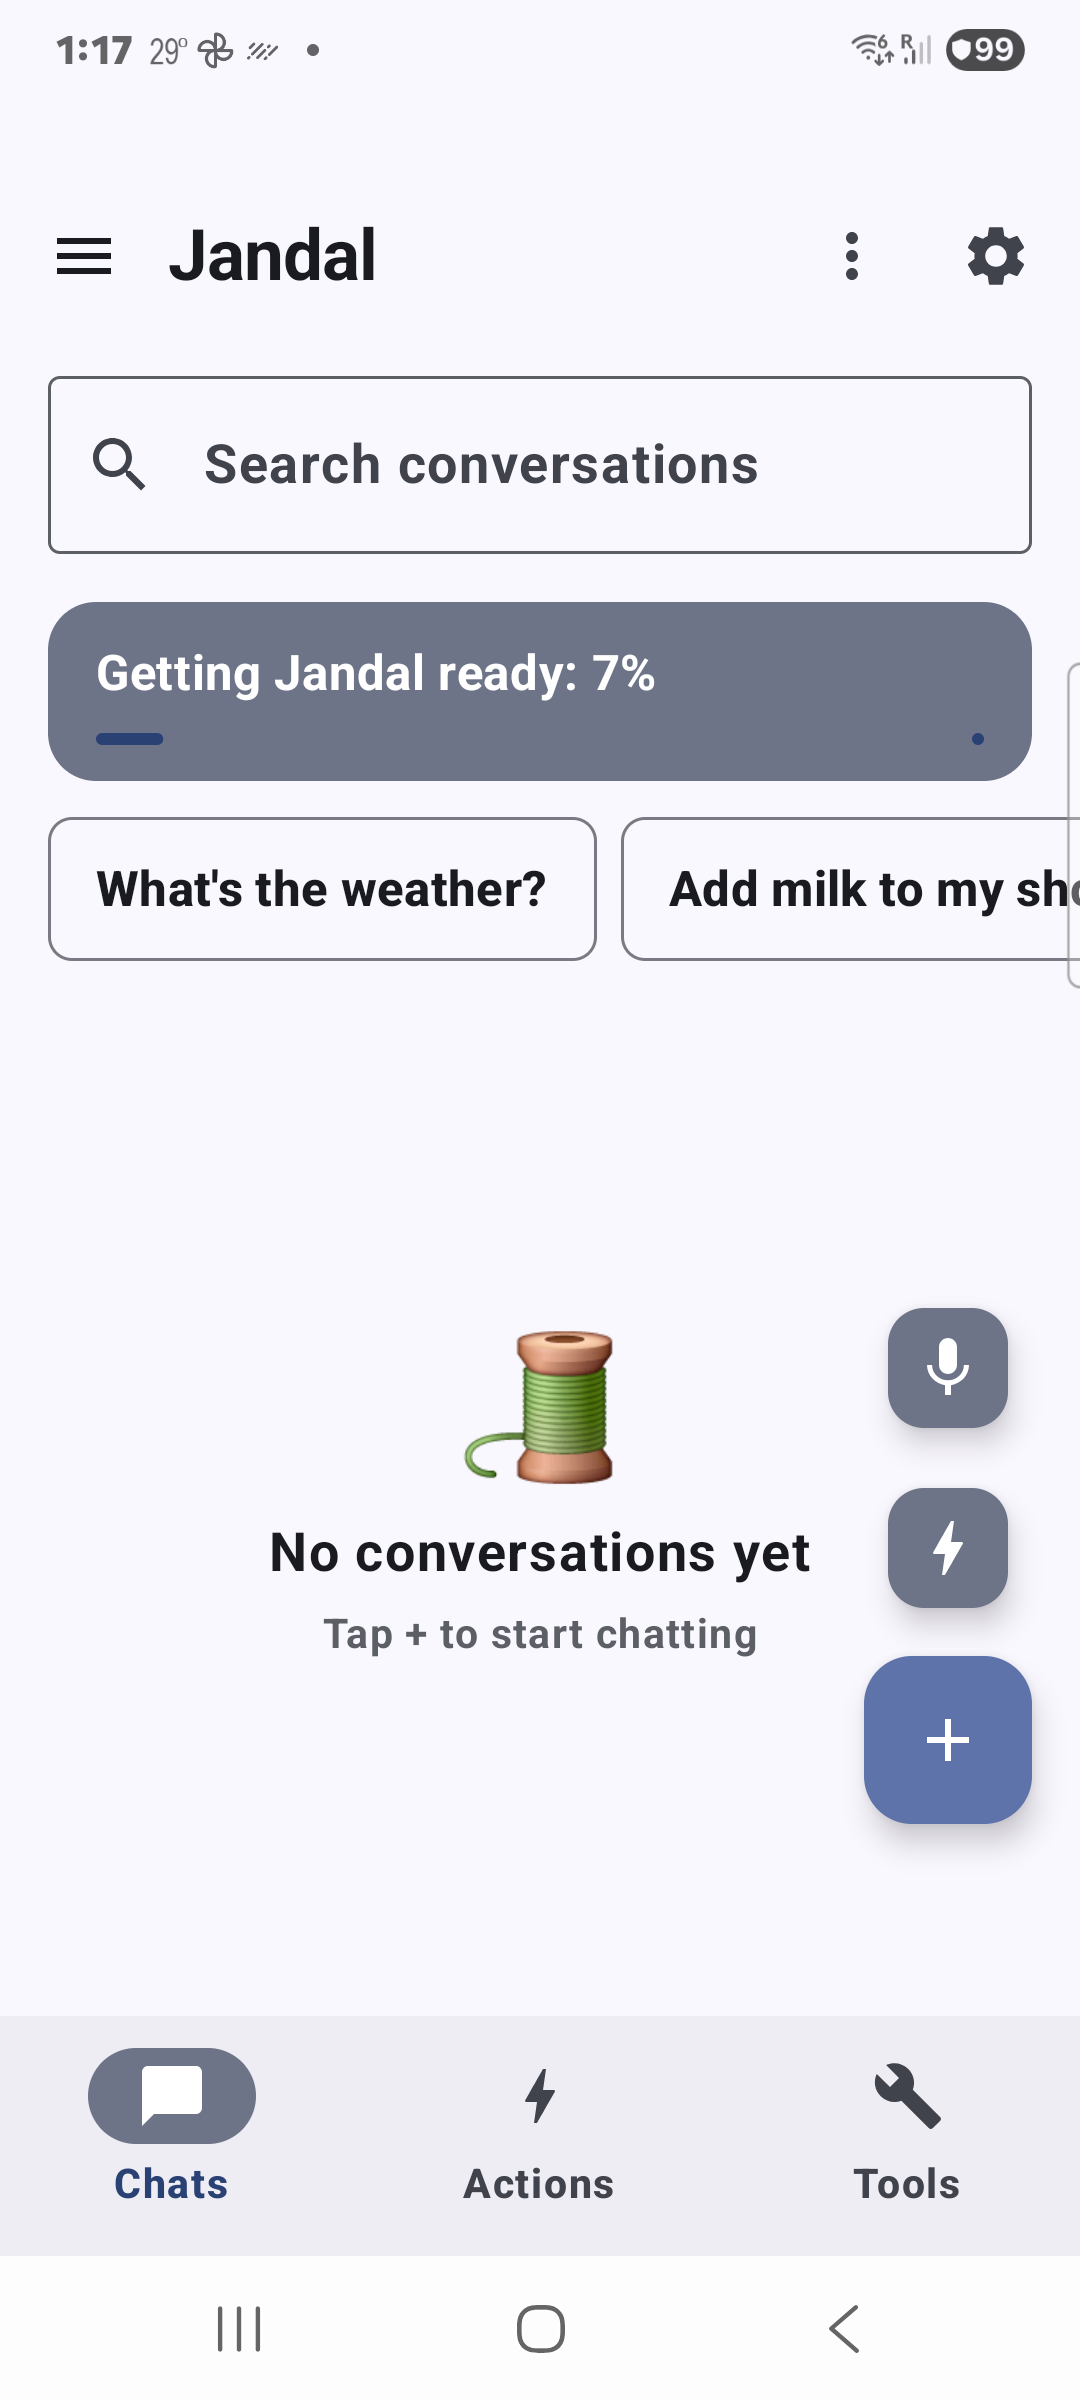 1:17 29° R 99
Jandal
Search conversations
Getting Jandal ready: 7%
What's the weather?
Add milk to my sho
No conversations yet
Tap + to start chatting
Chats
Actions
Tools